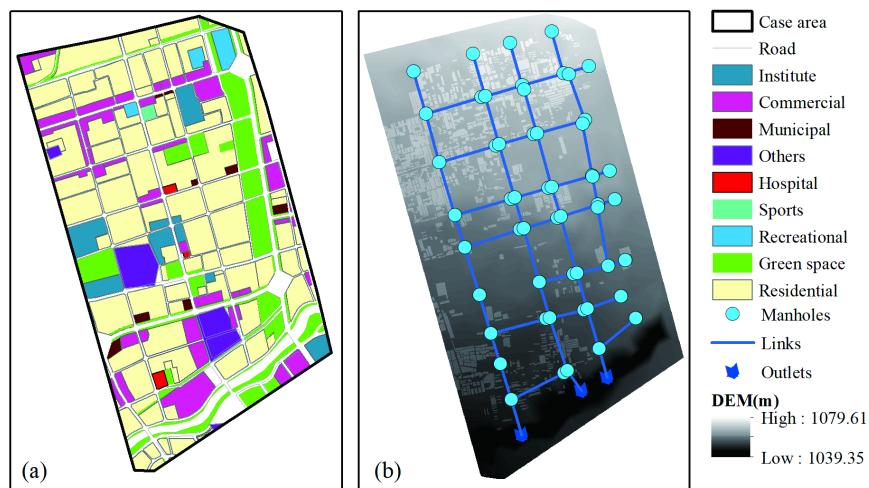 (a)
(b)
Case area
Road
Institute
Commercial
Municipal
Others
Hospital
Sports
Recreational
Green space
Residential
Manholes
Links
Outlets
DEM(m)
High : 1079.61
Low : 1039.35